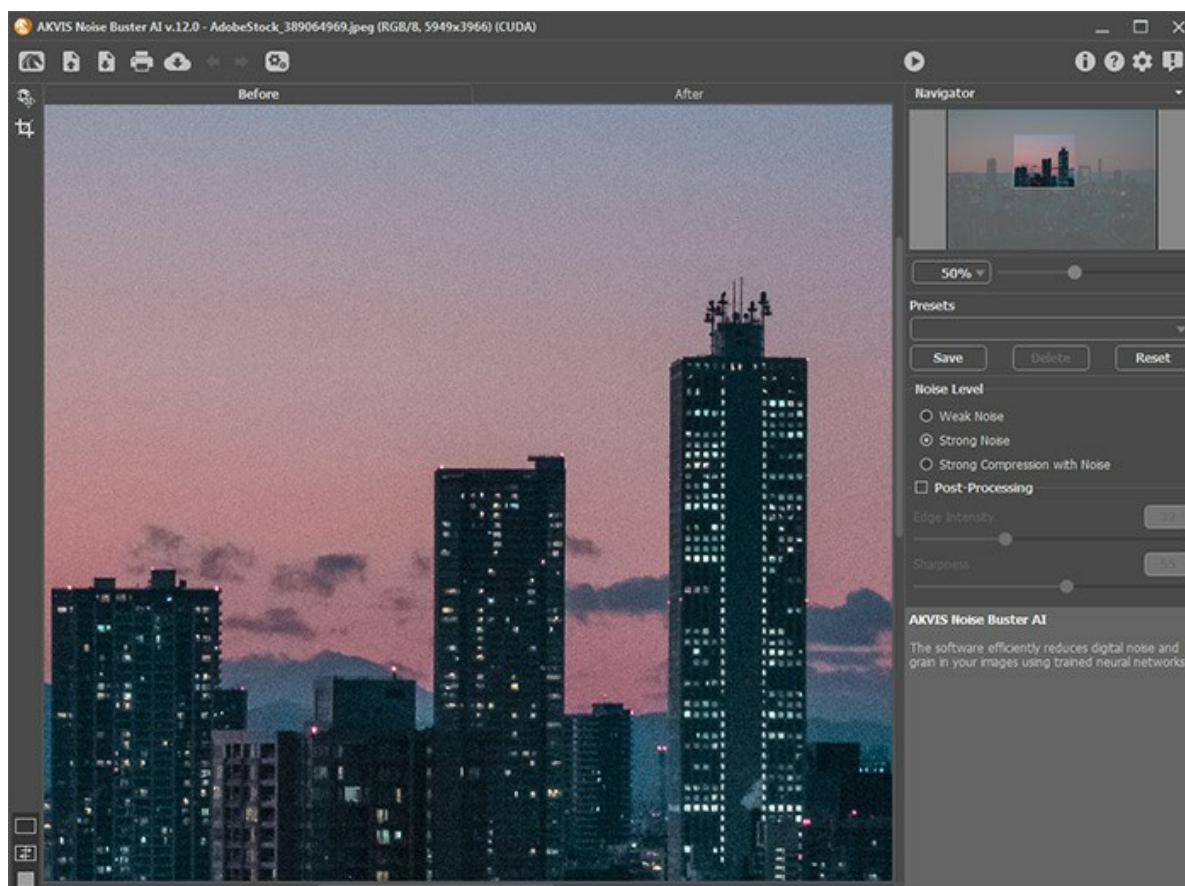 AKVIS Noise Buster AI v.12.0 - AdobeStock_389064969.jpeg (RGB/8, 5949x3966) (CUDA)
Before
After
Navigator
50%
Presets
Save
Delete
Reset
Noise Level
Weak Noise
Strong Noise
Strong Compression with Noise
Post-Processing
Edge Intensity
32
Sharpness
55
AKVIS Noise Buster AI
The software efficiently reduces digital noise and
grain in your images using trained neural networks